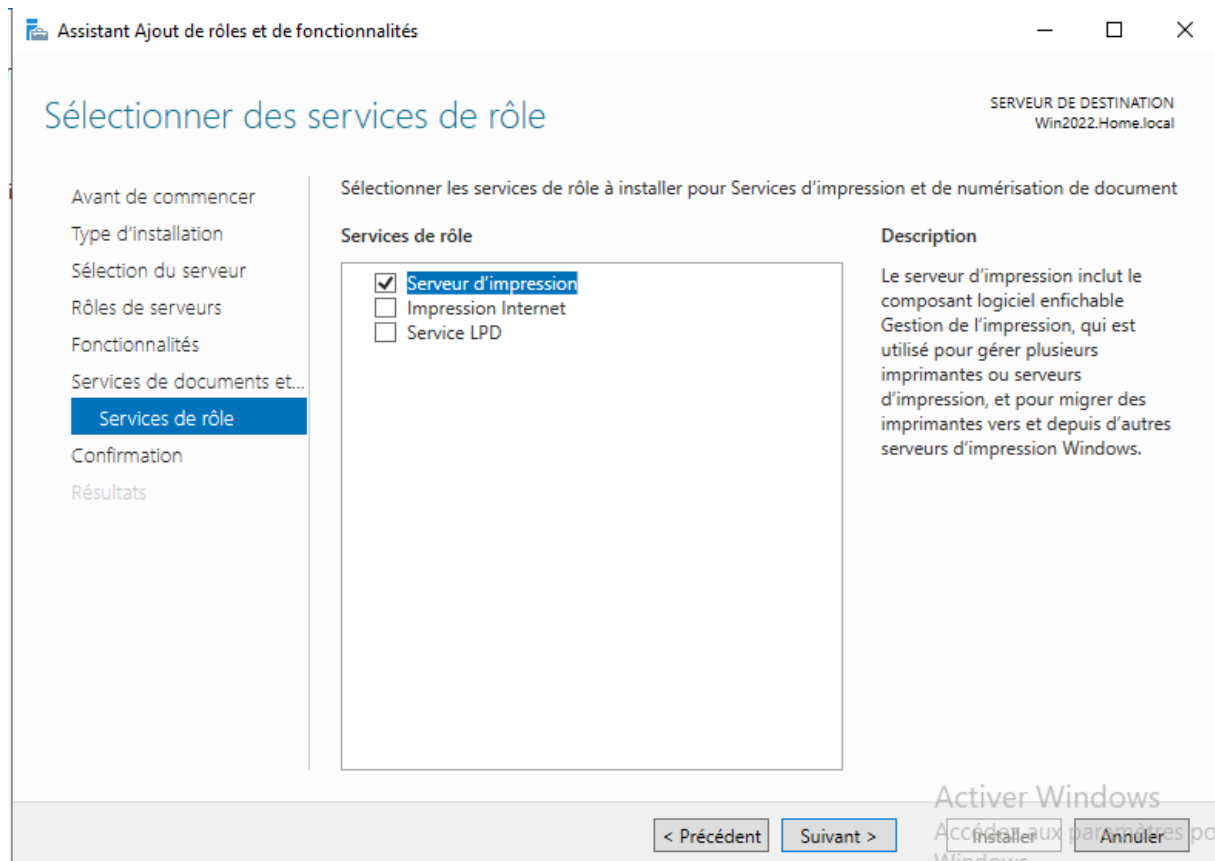 Assistant Ajout de rôles et de fonctionnalités
Sélectionner des services de rôle
SERVEUR DE DESTINATION
Win2022.Home.local
Avant de commencer
Type d'installation
Sélection du serveur
Rôles de serveurs
Fonctionnalités
Services de documents et...
Services de rôle
Confirmation
Résultats
Sélectionner les services de rôle à installer pour Services d'impression et de numérisation de document
Services de rôle
Serveur d'impression
Impression Internet
Service LPD
Description
Le serveur d'impression inclut le
composant logiciel enfichable
Gestion de l'impression, qui est
utilisé pour gérer plusieurs
imprimantes ou serveurs
d'impression, et pour migrer des
imprimantes vers et depuis d'autres
serveurs d'impression Windows.
Activer Windows
Accédez aux paramètres po
Windows
< Précédent
Suivant >
Installer
Annuler